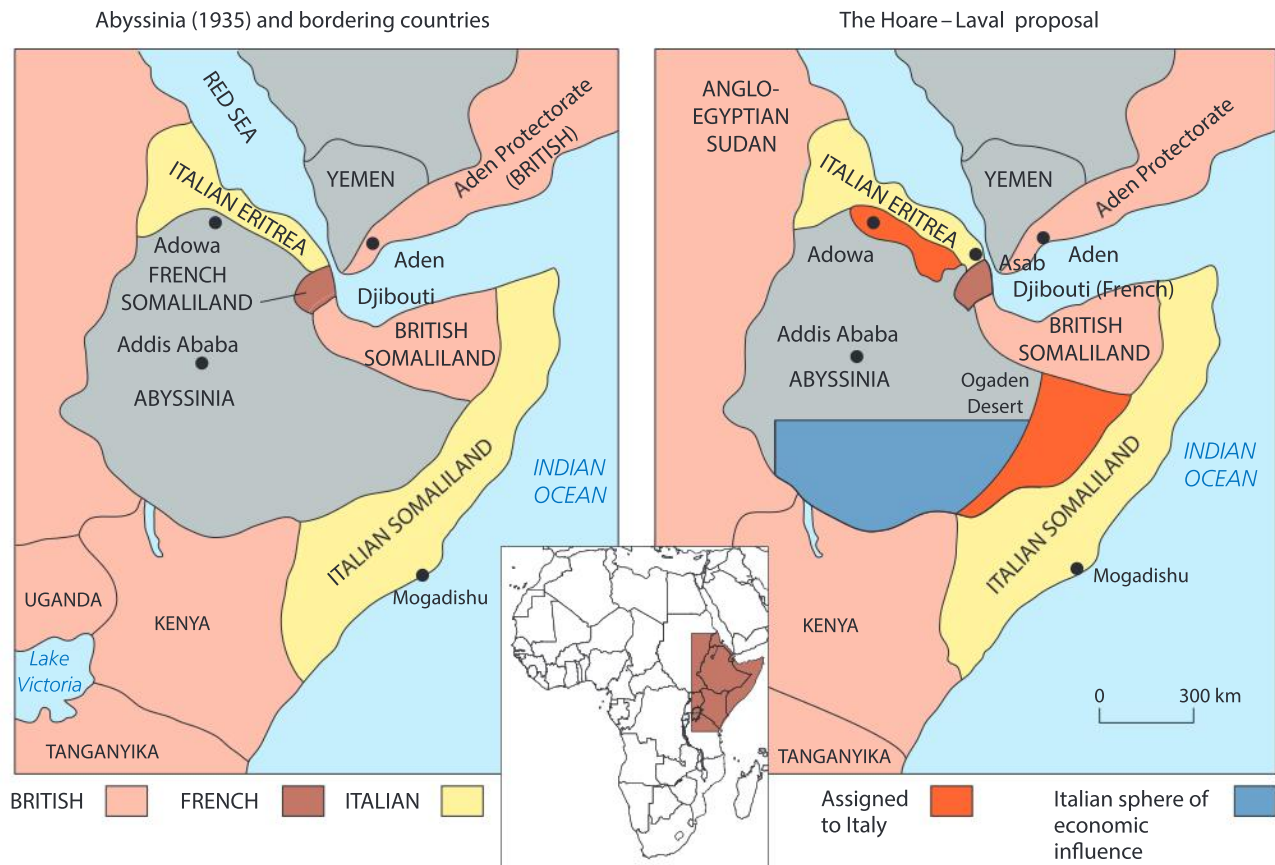 Abyssinia (1935) and bordering countries
RED SEA
ITALIAN ERITREA
YEMEN
Aden Protectorate
(BRITISH)
Adowa
Aden
FRENCH
SOMALILAND
Djibouti
BRITISH
SOMALILAND
Addis Ababa
ABYSSINIA
INDIAN
OCEAN
ITALIAN SOMALILAND
UGANDA
KENYA
Mogadishu
Lake
Victoria
TANGANYIKA
BRITISH
FRENCH
ITALIAN
The Hoare–Laval proposal
ANGLO-
EGYPTIAN
SUDAN
ITALIAN ERITREA
YEMEN
Aden Protectorate
Adowa
Asab
Aden
Djibouti (French)
BRITISH
SOMALILAND
Addis Ababa
ABYSSINIA
Ogaden
Desert
INDIAN
OCEAN
ITALIAN SOMALILAND
Mogadishu
KENYA
0 300 km
TANGANYIKA
Assigned
to Italy
Italian sphere of
economic
influence